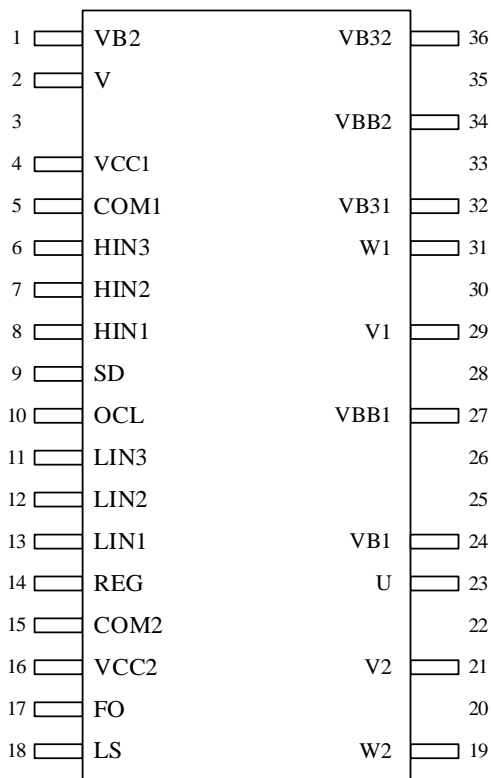 1 VB2 VB32 36
2 V 35
3 VBB2 34
4 VCC1 33
5 COM1 VB31 32
6 HIN3 W1 31
7 HIN2 30
8 HIN1 V1 29
9 SD 28
10 OCL VBB1 27
11 LIN3 26
12 LIN2 25
13 LIN1 VB1 24
14 REG U 23
15 COM2 22
16 VCC2 V2 21
17 FO 20
18 LS W2 19